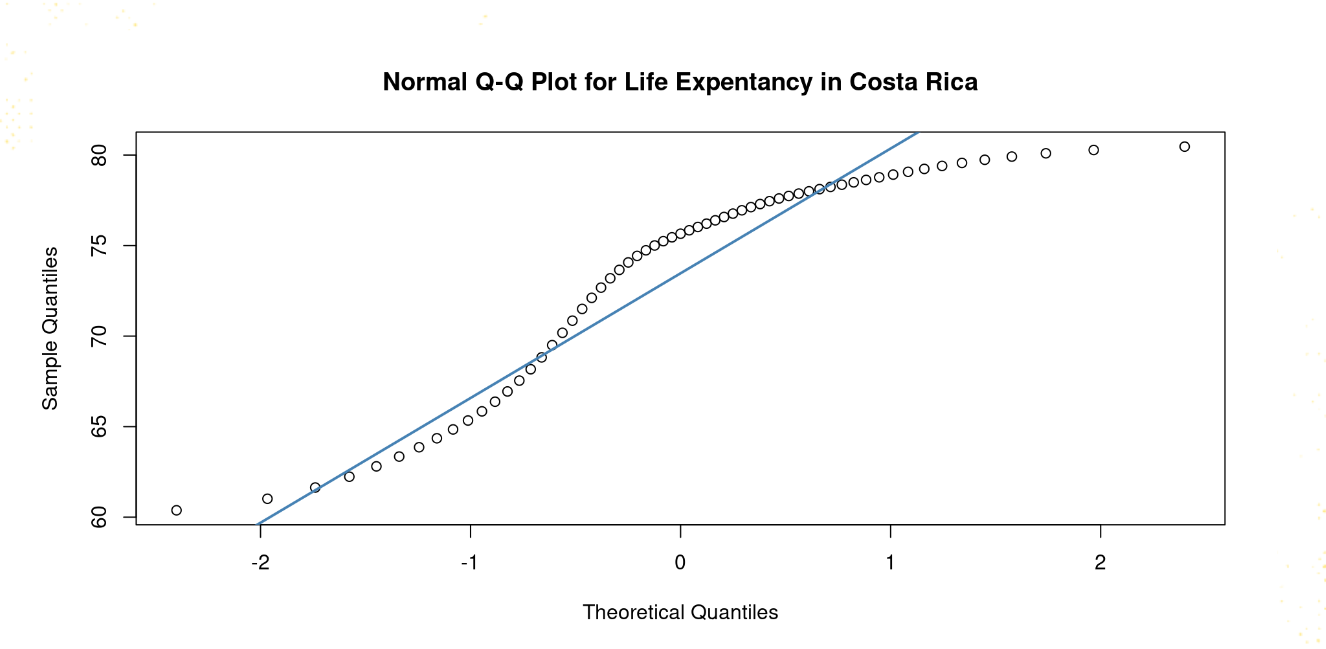 Normal Q-Q Plot for Life Expentancy in Costa Rica
80
75
70
65
60
Sample Quantiles
-2 -1 0 1 2
Theoretical Quantiles